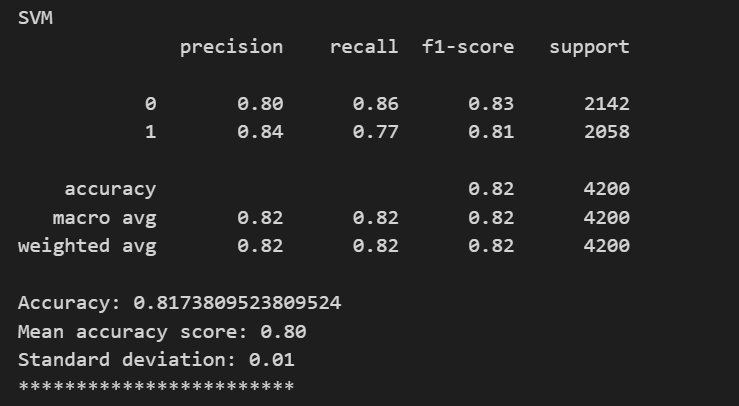 SVM
precision recall f1-score support
0 0.80 0.86 0.83 2142
1 0.84 0.77 0.81 2058
accuracy 0.82 4200
macro avg 0.82 0.82 0.82 4200
weighted avg 0.82 0.82 0.82 4200
Accuracy: 0.8173809523809524
Mean accuracy score: 0.80
Standard deviation: 0.01
************************